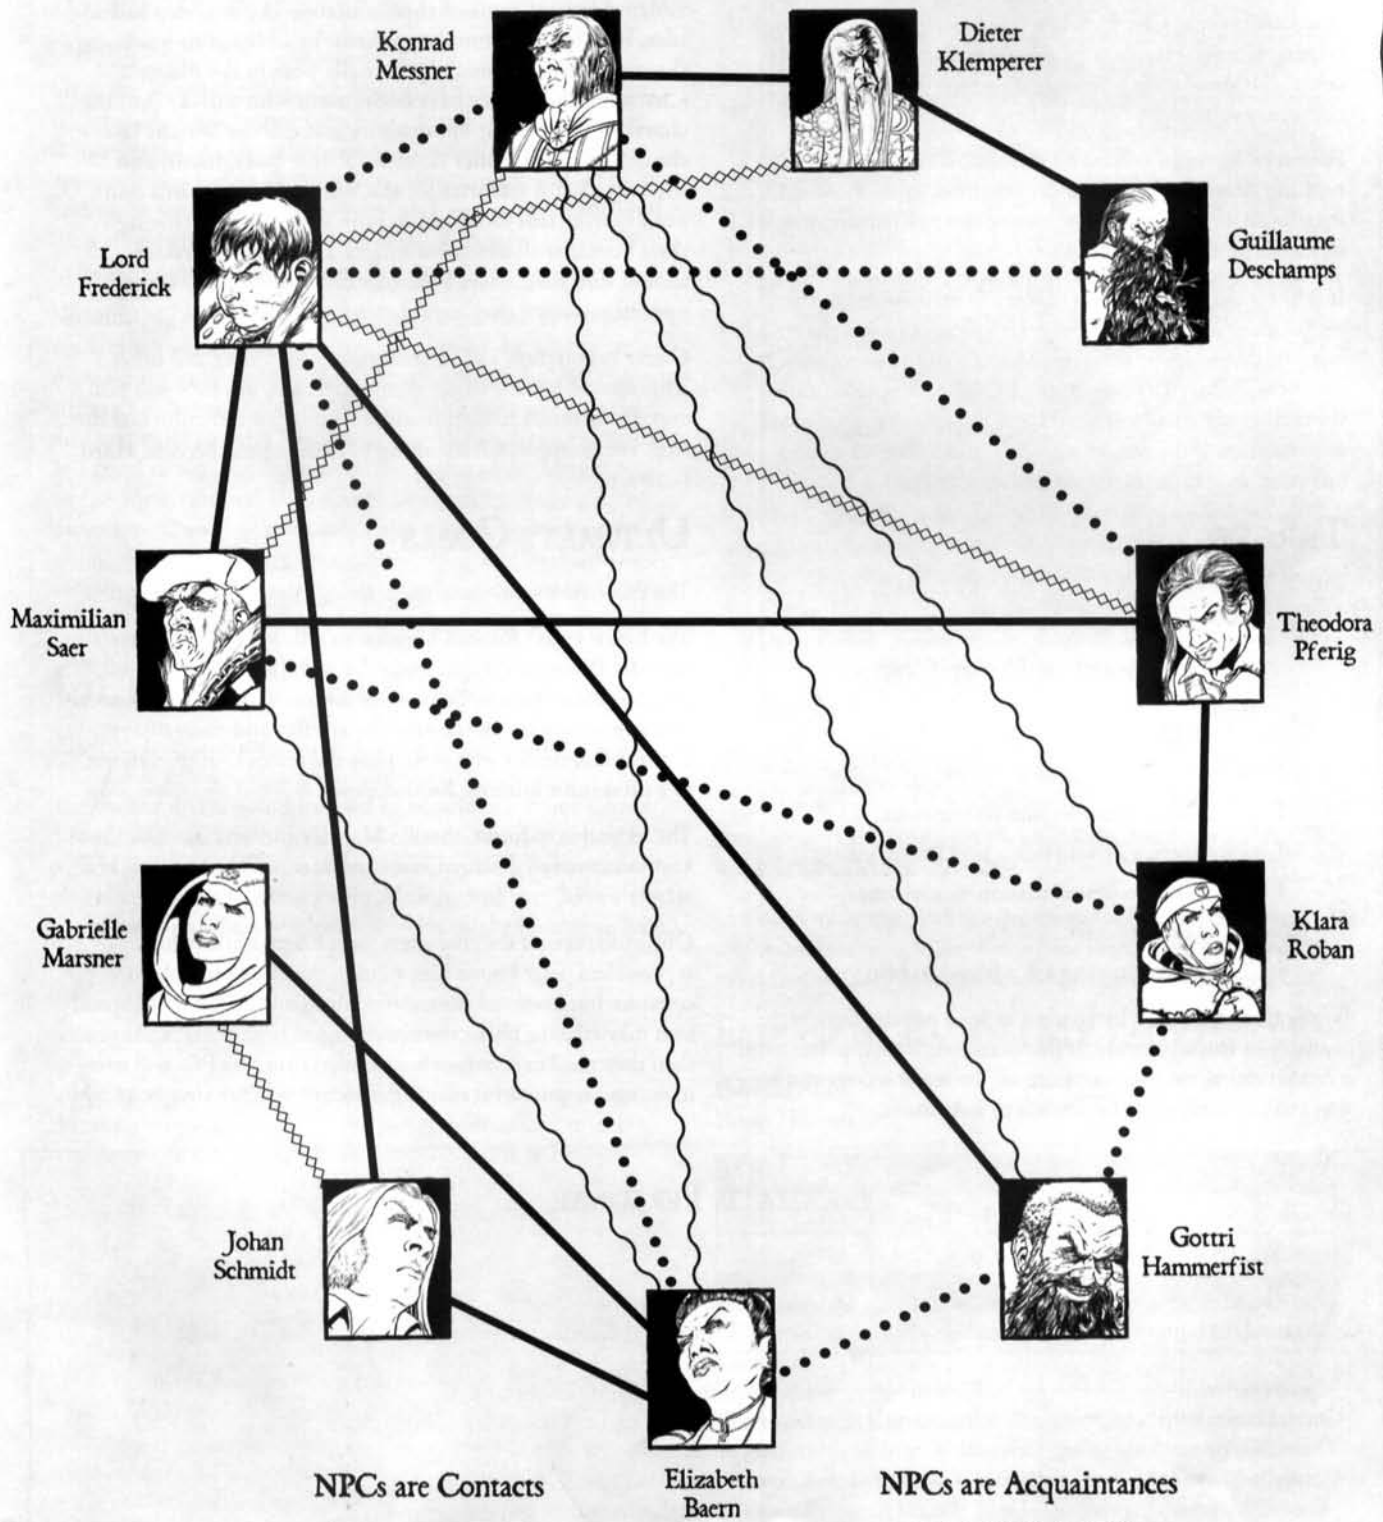 Konrad
Messner
Dieter
Klemperer
Lord
Frederick
Guillaume
Deschamps
Maximilian
Saer
Theodora
Pferig
Gabrielle
Marsner
Klara
Roban
Johan
Schmidt
Gottri
Hammerfist
NPCs are Contacts
Elizabeth
Baern
NPCs are Acquaintances